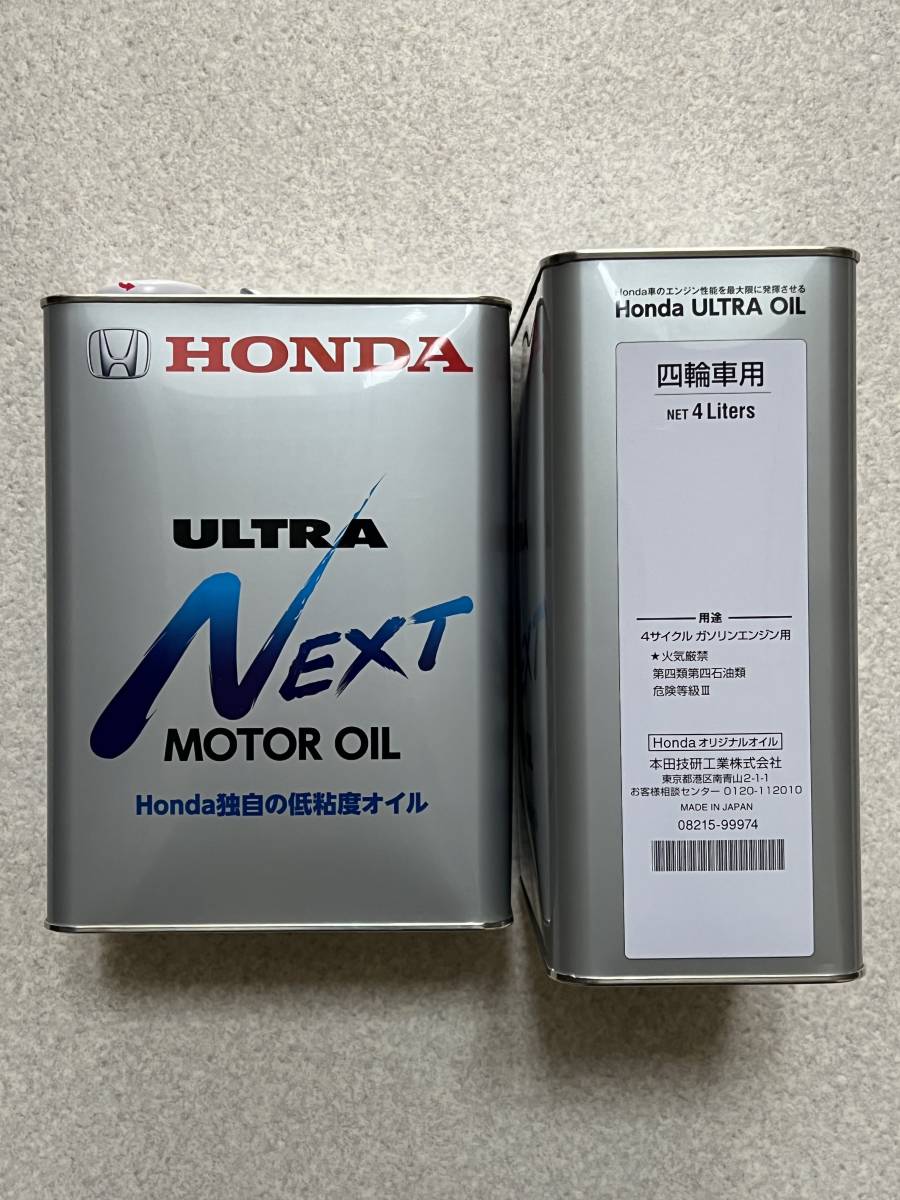 HONDA
ULTRA
NEXT
MOTOR OIL
Honda独自の低粘度オイル
Honda車のエンジン性能を最大限に発揮させる
Honda ULTRA OIL
四輪車用
NET 4 Liters
用途
4サイクル ガソリンエンジン用
★火気厳禁
第四類第四石油類
危険等級Ⅲ
Hondaオリジナルオイル
本田技研工業株式会社
東京都港区南青山2-1-1
お客様相談センター 0120-112010
MADE IN JAPAN
08215-99974